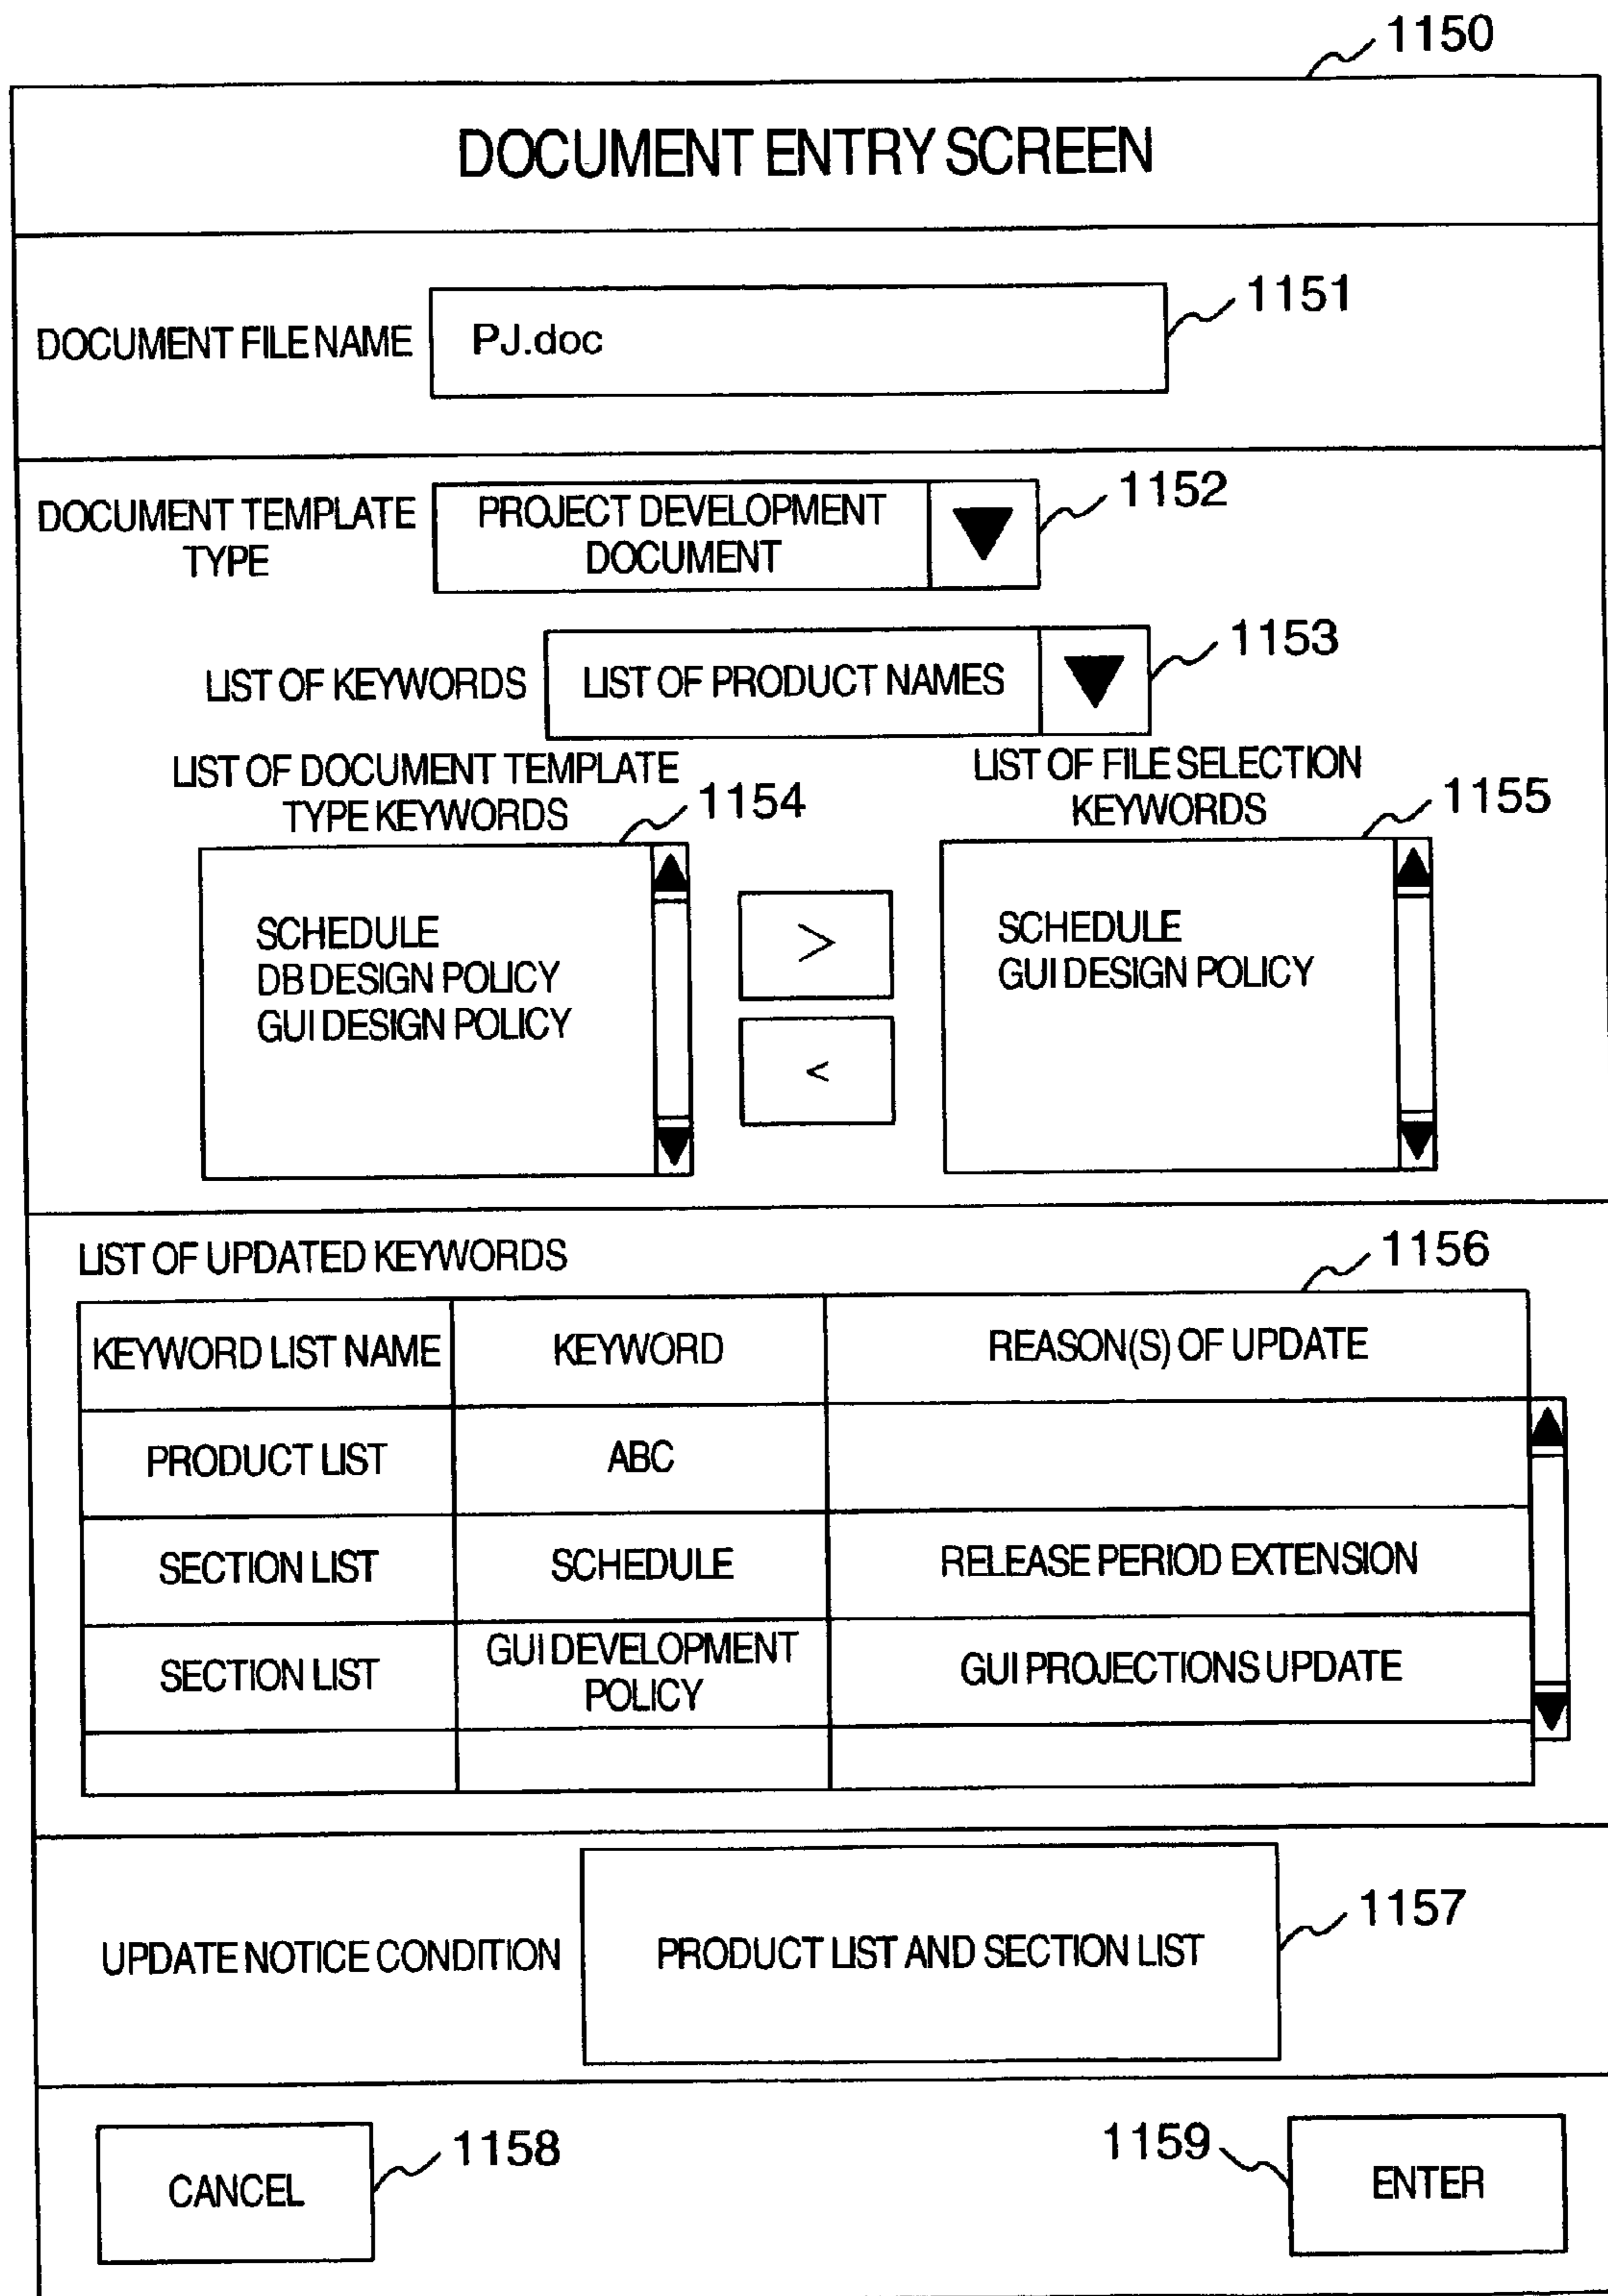 1150
DOCUMENT ENTRY SCREEN
DOCUMENT FILE NAME
PJ.doc
1151
DOCUMENT TEMPLATE
TYPE
PROJECT DEVELOPMENT
DOCUMENT
1152
LIST OF KEYWORDS
LIST OF PRODUCT NAMES
1153
LIST OF DOCUMENT TEMPLATE
TYPE KEYWORDS
1154
LIST OF FILE SELECTION
KEYWORDS
1155
SCHEDULE
DB DESIGN POLICY
GUI DESIGN POLICY
>
<
SCHEDULE
GUI DESIGN POLICY
LIST OF UPDATED KEYWORDS
1156
KEYWORD LIST NAME
KEYWORD
REASON(S) OF UPDATE
PRODUCT LIST
ABC
SECTION LIST
SCHEDULE
RELEASE PERIOD EXTENSION
SECTION LIST
GUI DEVELOPMENT
POLICY
GUI PROJECTIONS UPDATE
UPDATE NOTICE CONDITION
PRODUCT LIST AND SECTION LIST
1157
CANCEL
1158
1159
ENTER